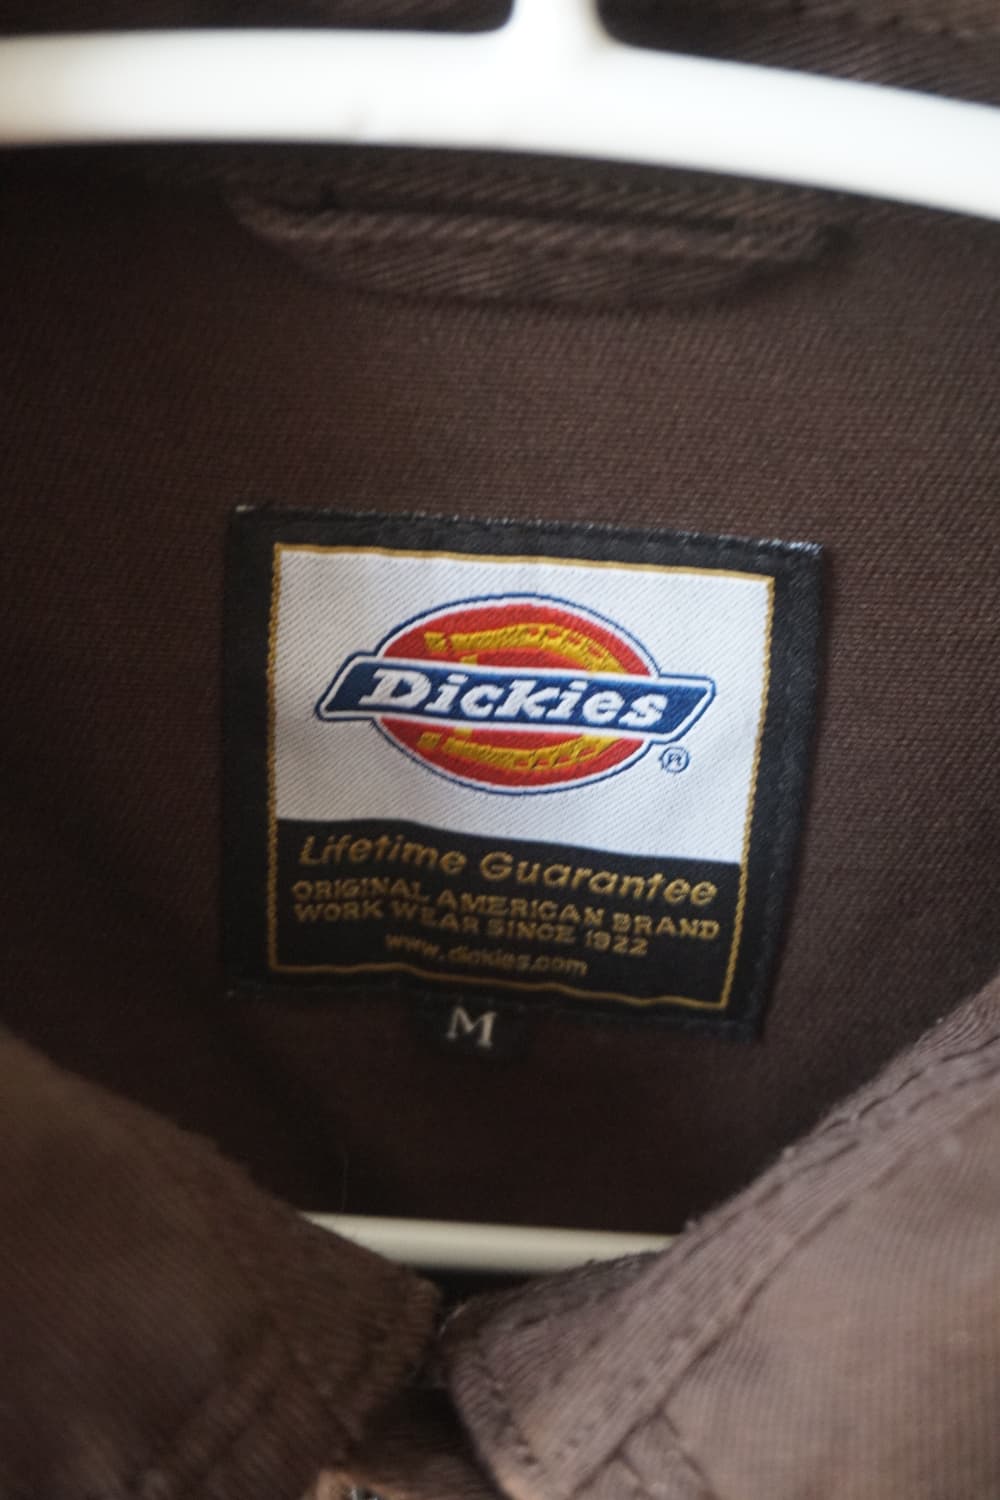 Dickies
®
Lifetime Guarantee
ORIGINAL AMERICAN BRAND
WORK WEAR SINCE 1922
www.dickies.com
M